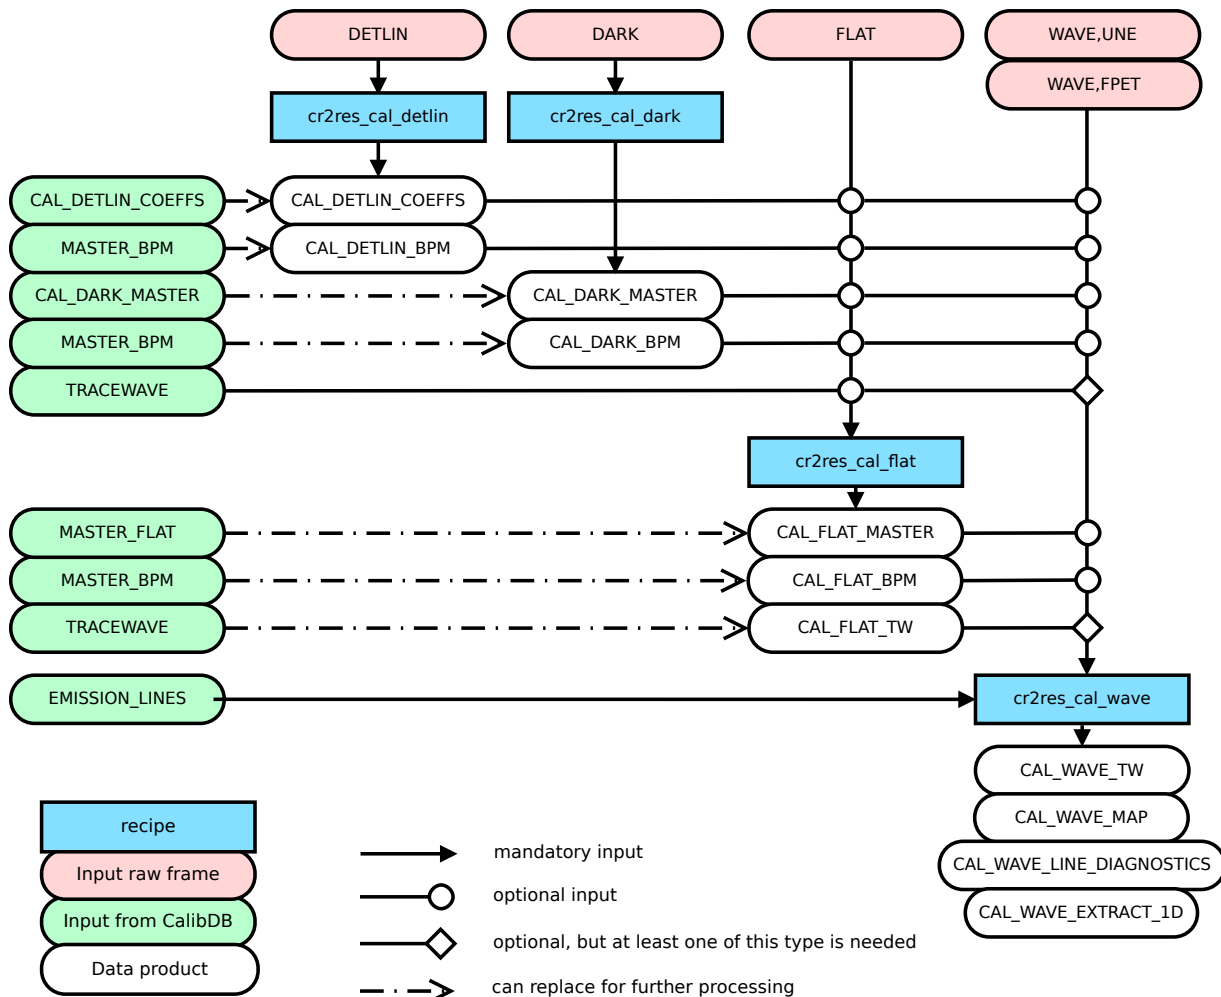 DETLIN
DARK
FLAT
WAVE,UNE
WAVE,FPET
cr2res_cal_detlin
cr2res_cal_dark
CAL_DETLIN_COEFFS
CAL_DETLIN_COEFFS
MASTER_BPM
CAL_DETLIN_BPM
CAL_DARK_MASTER
CAL_DARK_MASTER
MASTER_BPM
CAL_DARK_BPM
TRACEWAVE
cr2res_cal_flat
MASTER_FLAT
CAL_FLAT_MASTER
MASTER_BPM
CAL_FLAT_BPM
TRACEWAVE
CAL_FLAT_TW
EMISSION_LINES
cr2res_cal_wave
CAL_WAVE_TW
CAL_WAVE_MAP
CAL_WAVE_LINE_DIAGNOSTICS
CAL_WAVE_EXTRACT_1D
recipe
Input raw frame
Input from CalibDB
Data product
mandatory input
optional input
optional, but at least one of this type is needed
can replace for further processing